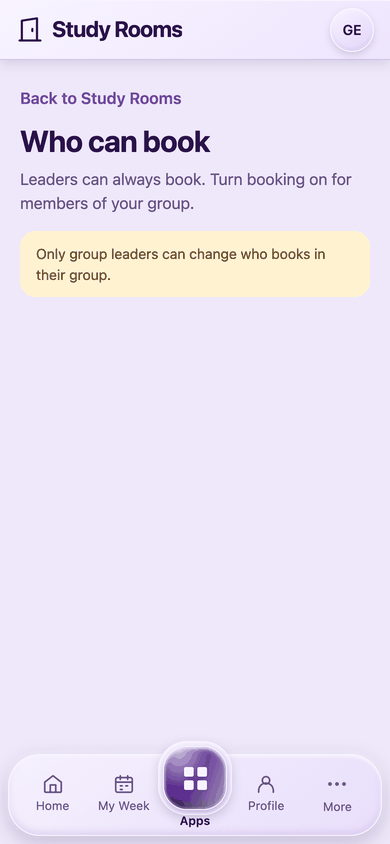 Study Rooms
GE
Back to Study Rooms
Who can book
Leaders can always book. Turn booking on for
members of your group.
Only group leaders can change who books in
their group.
Home
My Week
Apps
Profile
More